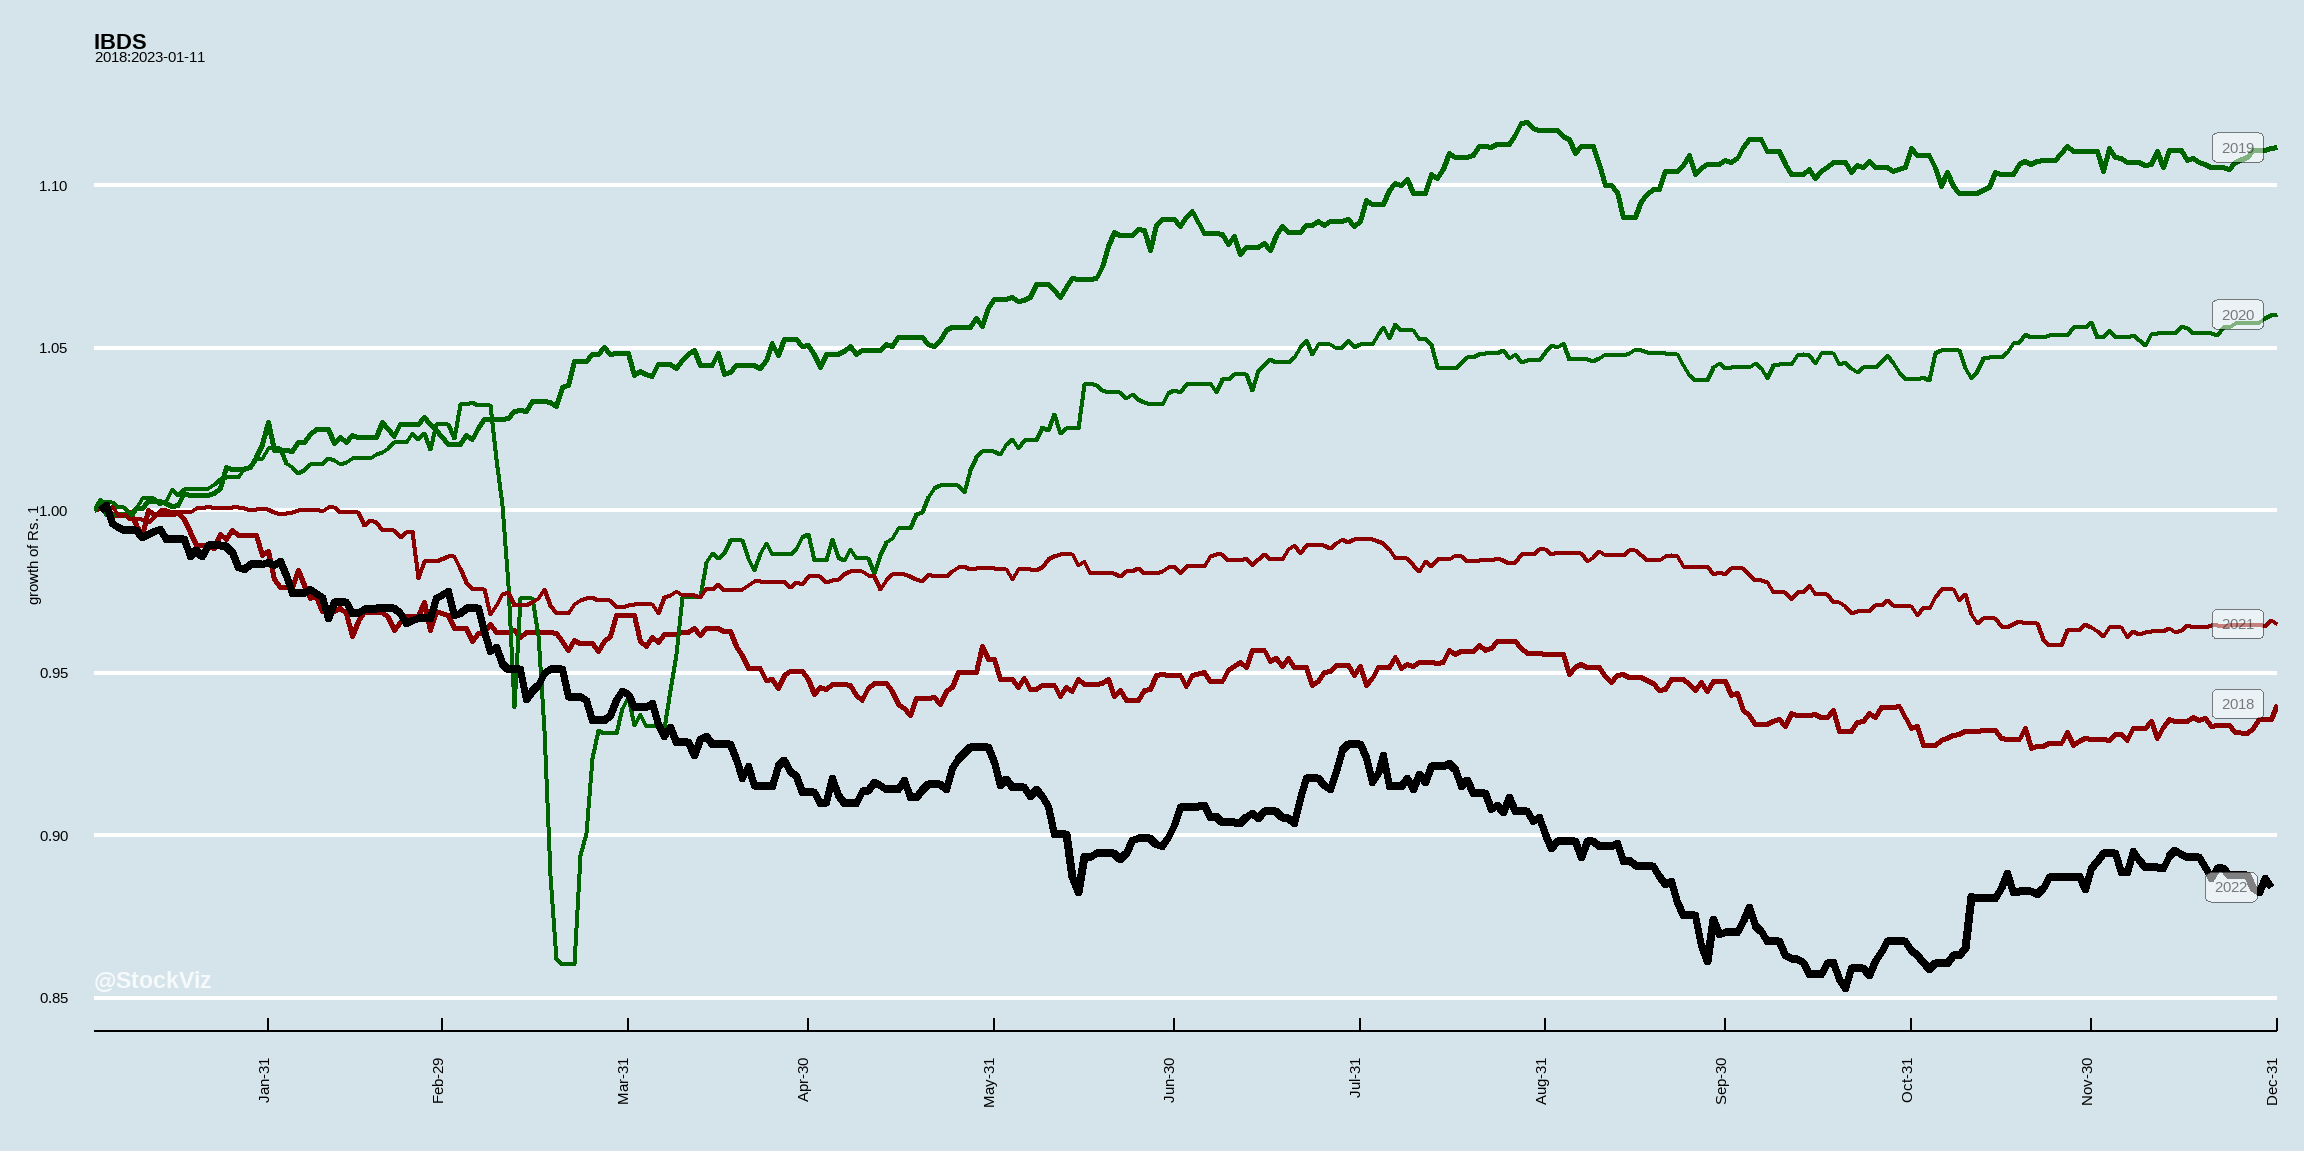 IBDS
2018:2023-01-11
growth of Rs. 1
1.10
1.05
1.00
0.95
0.90
0.85
2019
2020
2021
2018
2022
@StockViz
Jan-31
Feb-29
Mar-31
Apr-30
May-31
Jun-30
Jul-31
Aug-31
Sep-30
Oct-31
Nov-30
Dec-31